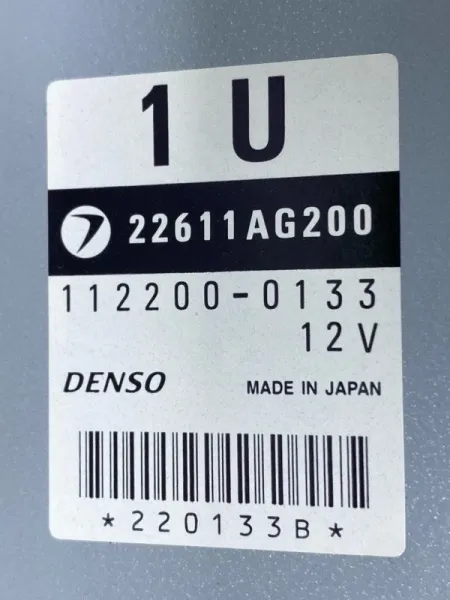 1 U
22611AG200
112200-0133
12V
DENSO MADE IN JAPAN
*220133B*